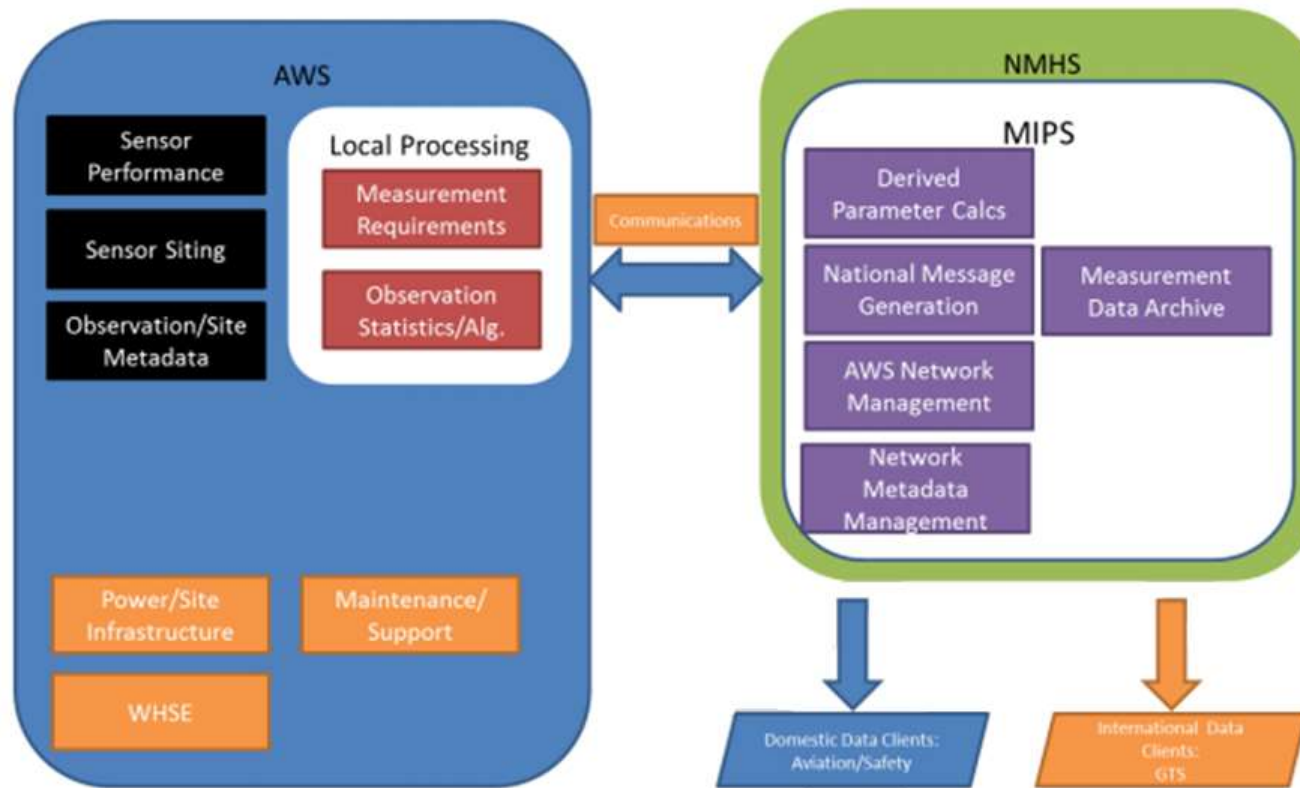 AWS
Sensor
Performance
Sensor Siting
Observation/Site
Metadata
Local Processing
Measurement
Requirements
Observation
Statistics/Alg.
Power/Site
Infrastructure
Maintenance/
Support
WHSE
Communications
NMHS
MIPS
Derived
Parameter Calcs
National Message
Generation
Measurement
Data Archive
AWS Network
Management
Network
Metadata
Management
Domestic Data Clients:
Aviation/Safety
International Data
Clients:
GTS